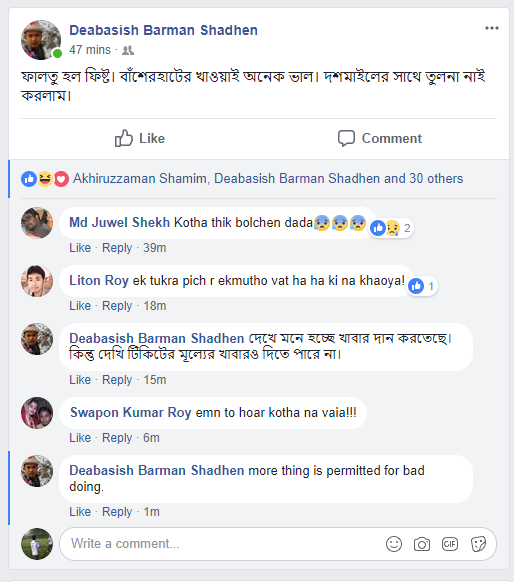 Deabasish Barman Shadhen
47 mins ·
ফালতু হল ফিষ্ট। বাঁশেরহাটের খাওয়াই অনেক ভাল। দশমাইলের সাথে তুলনা নাই
করলাম।
Like Comment
Akhiruzzaman Shamim, Deabasish Barman Shadhen and 30 others
Md Juwel Shekh Kotha thik bolchen dada😰😰😰 2
Like · Reply · 39m
Liton Roy ek tukra pich r ekmutho vat ha ha ki na khaoya! 1
Like · Reply · 18m
Deabasish Barman Shadhen দেখে মনে হচ্ছে খাবার দান করতেছে।
কিন্তু দেখি টিকিটের মূল্যের খাবারও দিতে পারে না।
Like · Reply · 15m
Swapon Kumar Roy emn to hoar kotha na vaia!!!
Like · Reply · 6m
Deabasish Barman Shadhen more thing is permitted for bad
doing.
Like · Reply · 1m
Write a comment... GIF